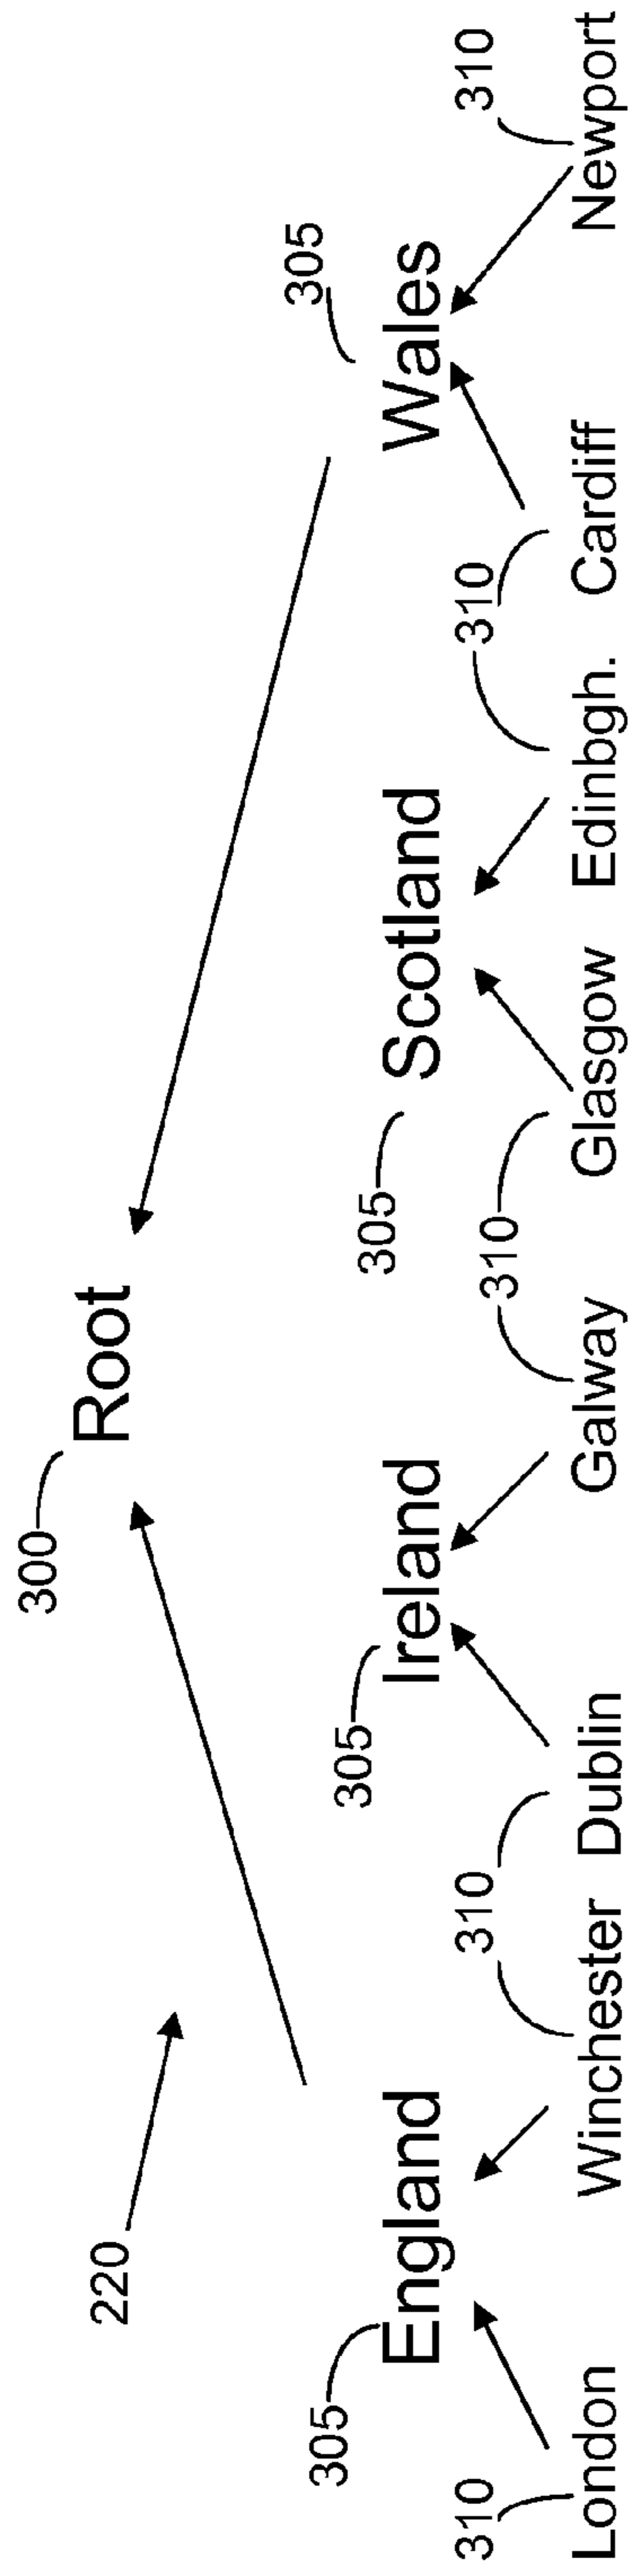 300
Root
220
305
England
305
Ireland
305
Scotland
305
Wales
310
London
310
Winchester
Dublin
310
Galway
Glasgow
310
Edinbgh.
Cardiff
310
Newport